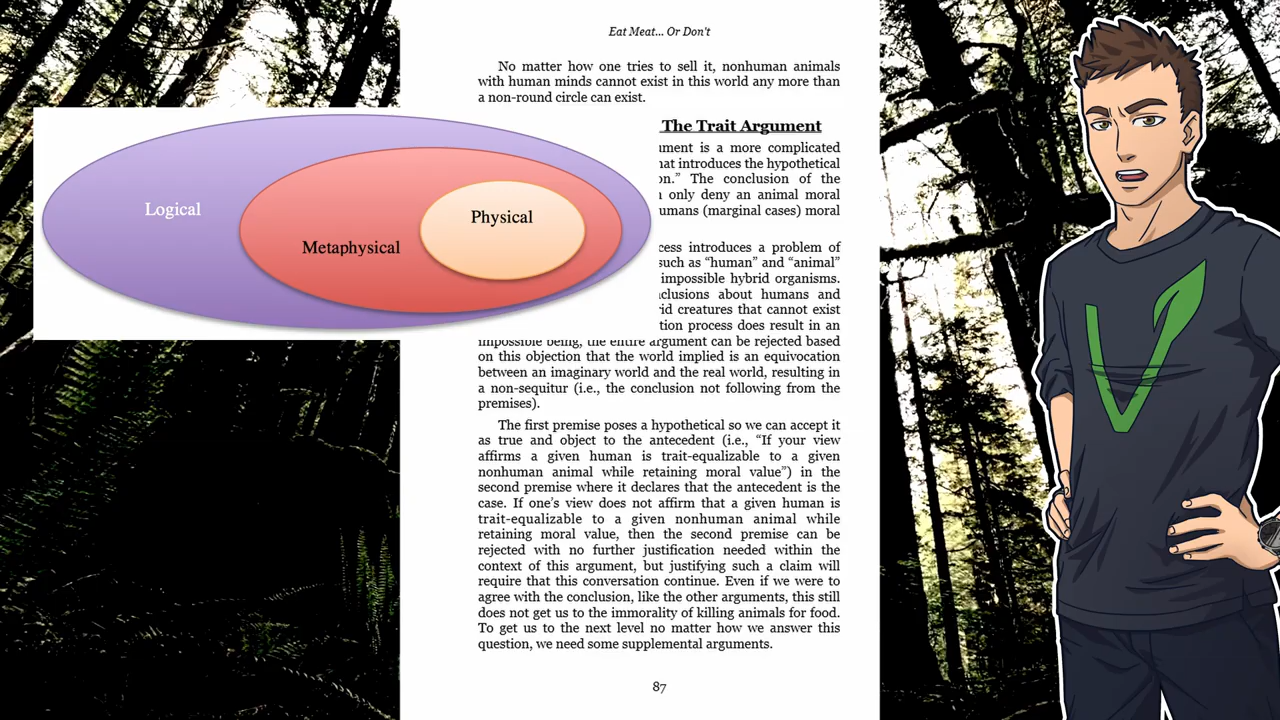 Eat Meat... Or Don't
No matter how one tries to sell it, nonhuman animals
with human minds cannot exist in this world any more than
a non-round circle can exist.
The Trait Argument
ument is a more complicated
hat introduces the hypothetical
on.” The conclusion of the
only deny an animal moral
umans (marginal cases) moral
cess introduces a problem of
such as “human” and “animal”
impossible hybrid organisms.
clusions about humans and
rid creatures that cannot exist
tion process does result in an
impossible being, the entire argument can be rejected based
on this objection that the world implied is an equivocation
between an imaginary world and the real world, resulting in
a non-sequitur (i.e., the conclusion not following from the
premises).
The first premise poses a hypothetical so we can accept it
as true and object to the antecedent (i.e., “If your view
affirms a given human is trait-equalizable to a given
nonhuman animal while retaining moral value”) in the
second premise where it declares that the antecedent is the
case. If one’s view does not affirm that a given human is
trait-equalizable to a given nonhuman animal while
retaining moral value, then the second premise can be
rejected with no further justification needed within the
context of this argument, but justifying such a claim will
require that this conversation continue. Even if we were to
agree with the conclusion, like the other arguments, this still
does not get us to the immorality of killing animals for food.
To get us to the next level no matter how we answer this
question, we need some supplemental arguments.
87
Logical
Metaphysical
Physical